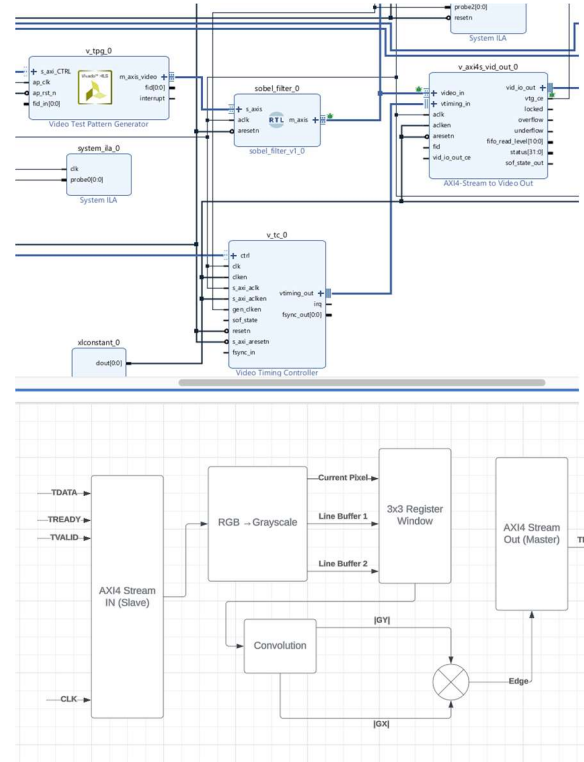 probe2[0:0]
resetn
System ILA
v_tpg_0
s_axi_CTRL
ap_clk
ap_rst_n
fid_in[0:0]
m_axis_video
fid[0:0]
interrupt
Video Test Pattern Generator
sobel_filter_0
s_axis
aclk
aresetn
RTL
m_axis
sobel_filter_v1_0
v_axi4s_vid_out_0
video_in
vtiming_in
aclk
aclken
aresetn
fid
vid_io_out_ce
vid_io_out
vtg_ce
locked
overflow
underflow
fifo_read_level[10:0]
status[31:0]
sof_state_out
AXI4-Stream to Video Out
system_ila_0
clk
probe0[0:0]
System ILA
v_tc_0
ctrl
clk
clken
s_axi_aclk
s_axi_aclken
gen_clken
sof_state
resetn
s_axi_aresetn
fsync_in
vtiming_out
irq
fsync_out[0:0]
Video Timing Controller
xlconstant_0
dout[0:0]
TDATA
TREADY
TVALID
CLK
AXI4 Stream
IN (Slave)
RGB →Grayscale
Current Pixel
Line Buffer 1
Line Buffer 2
3x3 Register
Window
Convolution
|GY|
|GX|
Edge
AXI4 Stream
Out (Master)